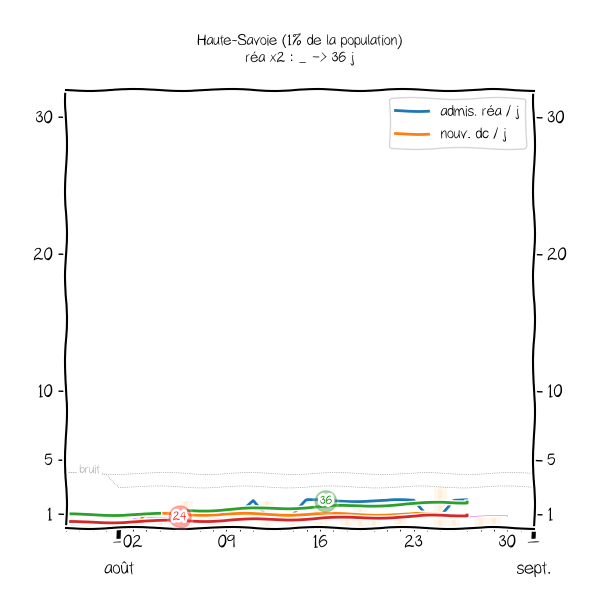 Haute-Savoie (1% de la population)
réa x2 : _ -> 36 j
admis. réa / j
nouv. dc / j
30
30
20
20
10
10
5
5
bruit
36
24
1
1
02
09
16
23
30
août
sept.